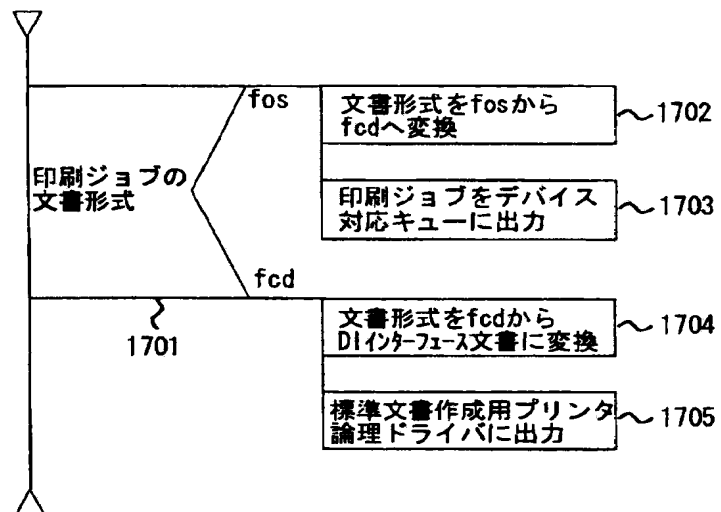 fos
文書形式をfosから
fcdへ変換
1702
印刷ジョブの
文書形式
印刷ジョブをデバイス
対応キューに出力
1703
fcd
1701
文書形式をfcdから
DIインターフェース文書に変換
1704
標準文書作成用プリンタ
論理ドライバに出力
1705